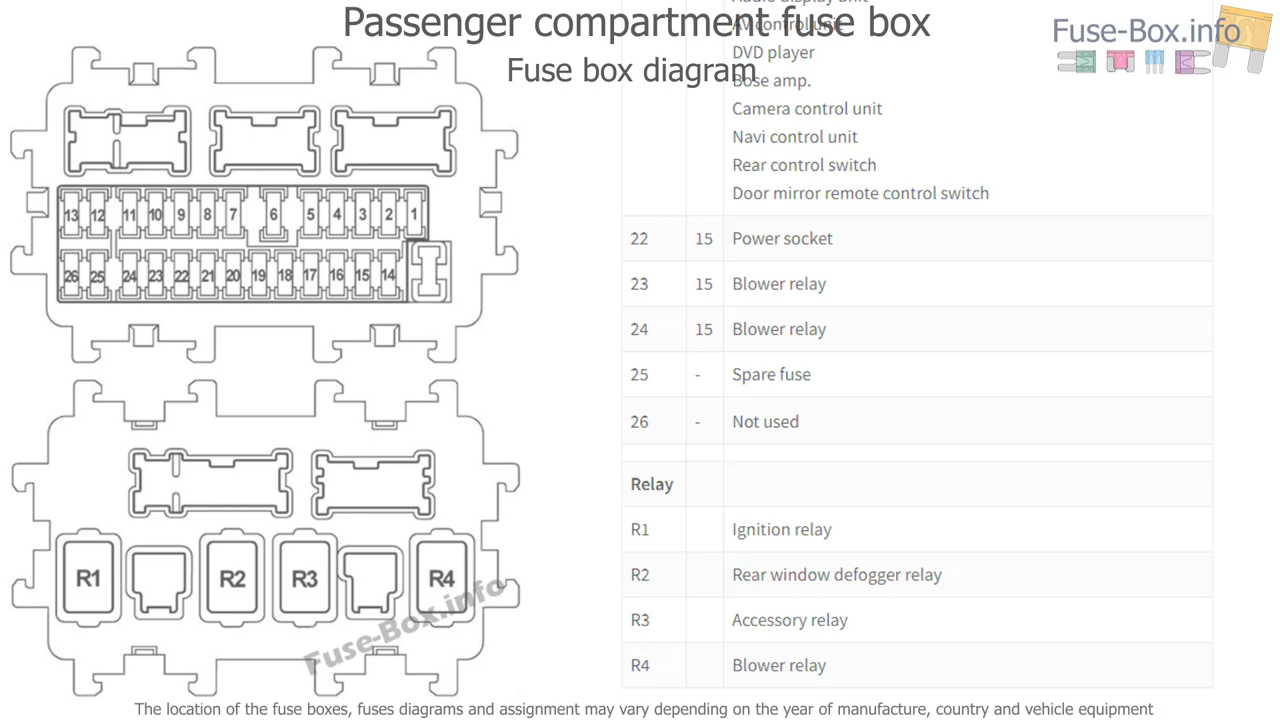 Passenger compartment fuse box
Fuse box diagram
Fuse-Box.info
13 12 11 10 9 8 7 6 5 4 3 2 1
26 25 24 23 22 21 20 19 18 17 16 15 14
R1 R2 R3 R4
Fuse-Box.info
Audio display unit
AV control unit
DVD player
Bose amp.
Camera control unit
Navi control unit
Rear control switch
Door mirror remote control switch
22 15 Power socket
23 15 Blower relay
24 15 Blower relay
25 - Spare fuse
26 - Not used
Relay
R1 Ignition relay
R2 Rear window defogger relay
R3 Accessory relay
R4 Blower relay
The location of the fuse boxes, fuses diagrams and assignment may vary depending on the year of manufacture, country and vehicle equipment